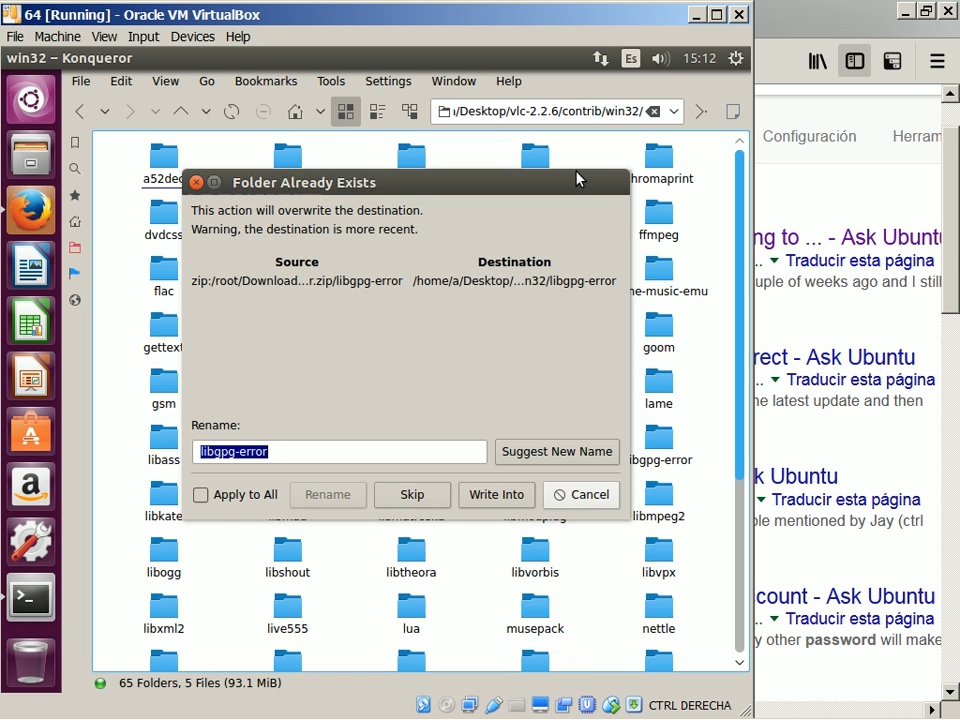 64 [Running] - Oracle VM VirtualBox
File Machine View Input Devices Help
win32 – Konqueror
Es
15:12
File Edit View Go Bookmarks Tools Settings Window Help
/Desktop/vlc-2.2.6/contrib/win32/
Configuración
Herram
a52dec
hromaprint
Folder Already Exists
This action will overwrite the destination.
Warning, the destination is more recent.
Source
Destination
zip:/root/Download...r.zip/libgpg-error
/home/a/Desktop/...n32/libgpg-error
dvdcss
ffmpeg
flac
me-music-emu
gettext
goom
gsm
lame
Rename:
libgpg-error
Suggest New Name
libass
ibgpg-error
Apply to All
Rename
Skip
Write Into
Cancel
libkate
libmpeg2
libogg
libshout
libtheora
libvorbis
libvpx
libxml2
live555
lua
musepack
nettle
65 Folders, 5 Files (93.1 MiB)
CTRL DERECHA
ng to ... - Ask Ubuntu
.. Traducir esta página
uple of weeks ago and I still
rect - Ask Ubuntu
.. Traducir esta página
he latest update and then
k Ubuntu
Traducir esta página
ble mentioned by Jay (ctrl
count - Ask Ubuntu
.. Traducir esta página
y other password will make